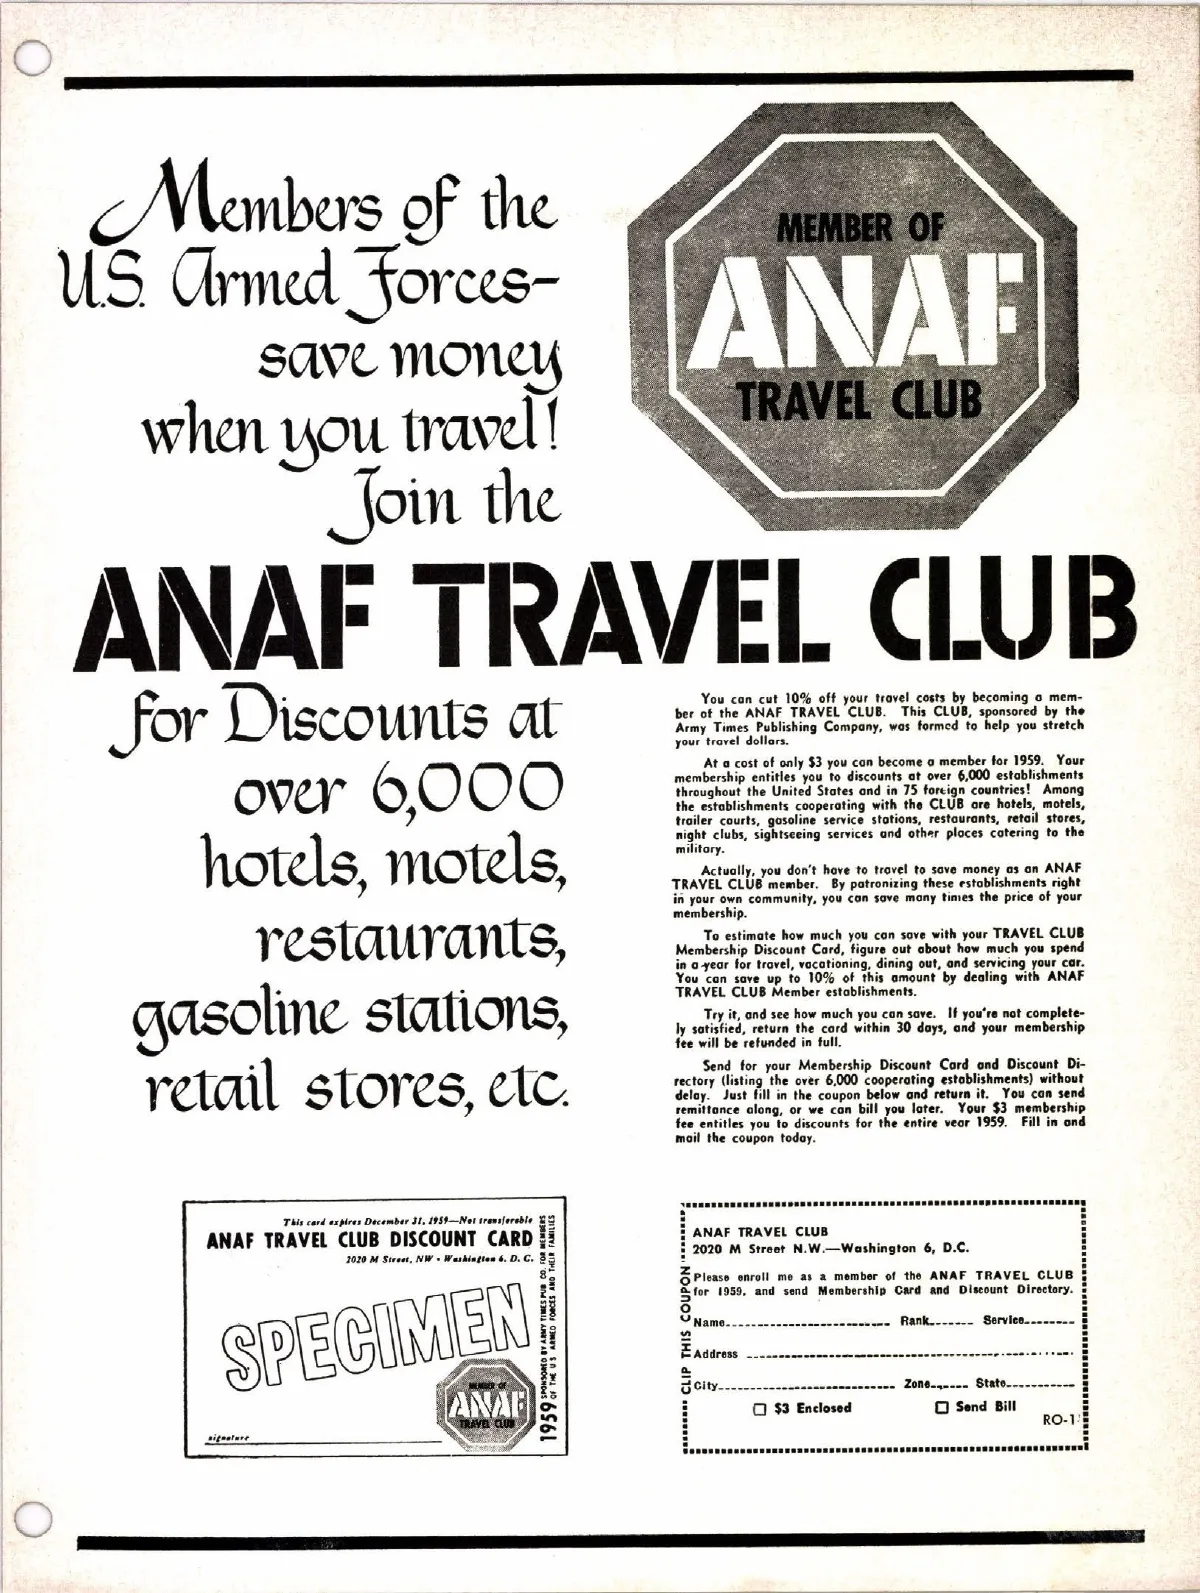 Members of the
U.S. Armed Forces-
save money
when you travel!
Join the
MEMBER OF
ANAF
TRAVEL CLUB
ANAF TRAVEL CLUB
for Discounts at
over 6,000
hotels, motels,
restaurants,
gasoline stations,
retail stores, etc.
You can cut 10% off your travel costs by becoming a mem-
ber of the ANAF TRAVEL CLUB. This CLUB, sponsored by the
Army Times Publishing Company, was formed to help you stretch
your travel dollars.
At a cost of only $3 you can become a member for 1959. Your
membership entitles you to discounts at over 6,000 establishments
throughout the United States and in 75 foreign countries! Among
the establishments cooperating with the CLUB are hotels, motels,
trailer courts, gasoline service stations, restaurants, retail stores,
night clubs, sightseeing services and other places catering to the
military.
Actually, you don't have to travel to save money as an ANAF
TRAVEL CLUB member. By patronizing these establishments right
in your own community, you can save many times the price of your
membership.
To estimate how much you can save with your TRAVEL CLUB
Membership Discount Card, figure out about how much you spend
in a year for travel, vacationing, dining out, and servicing your car.
You can save up to 10% of this amount by dealing with ANAF
TRAVEL CLUB Member establishments.
Try it, and see how much you can save. If you're not complete-
ly satisfied, return the card within 30 days, and your membership
fee will be refunded in full.
Send for your Membership Discount Card and Discount Di-
rectory (listing the over 6,000 cooperating establishments) without
delay. Just fill in the coupon below and return it. You can send
remittance along, or we can bill you later. Your $3 membership
fee entitles you to discounts for the entire year 1959. Fill in and
mail the coupon today.
This card expires December 31, 1959—Not transferable
ANAF TRAVEL CLUB DISCOUNT CARD
2020 M Street, NW • Washington 6, D. C.
SPECIMEN
MEMBER OF
ANAF
TRAVEL CLUB
signature
1959 SPONSORED BY ARMY TIMES PUB CO. FOR MEMBERS
OF THE U S ARMED FORCES AND THEIR FAMILIES
CLIP THIS COUPON
ANAF TRAVEL CLUB
2020 M Street N.W.—Washington 6, D.C.
Please enroll me as a member of the ANAF TRAVEL CLUB
for 1959, and send Membership Card and Discount Directory.
Name Rank Service
Address
City Zone State
$3 Enclosed Send Bill
RO-1